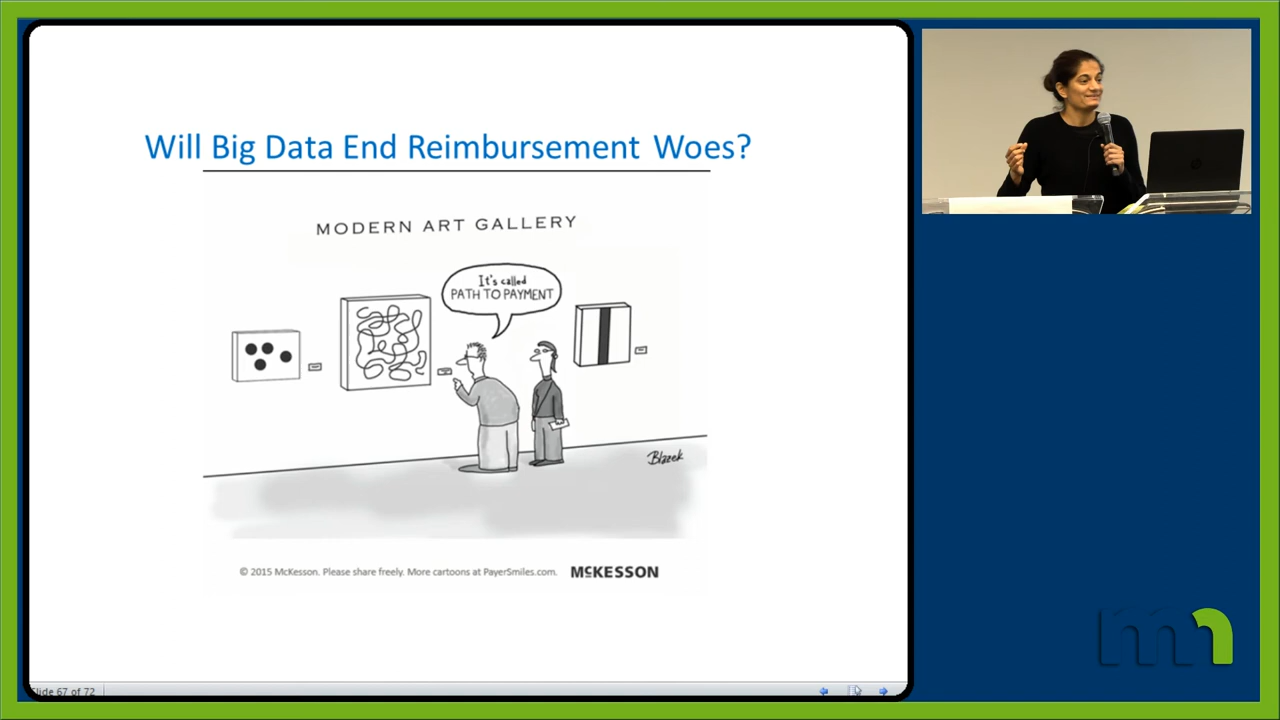 Will Big Data End Reimbursement Woes?
MODERN ART GALLERY
It's called
PATH TO PAYMENT
Blazek
© 2015 McKesson. Please share freely. More cartoons at PayerSmiles.com. MCKESSON
Slide 67 of 72